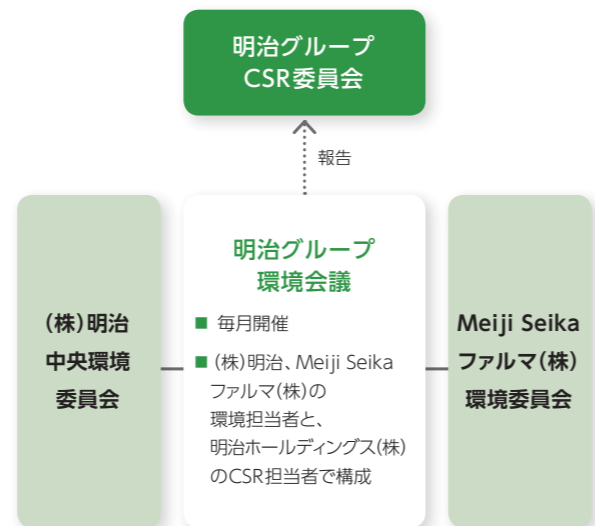 明治グループ
CSR委員会
報告
(株)明治
中央環境
委員会
明治グループ
環境会議
■ 毎月開催
■ (株)明治、Meiji Seika
ファルマ(株)の
環境担当者と、
明治ホールディングス(株)
のCSR担当者で構成
Meiji Seika
ファルマ(株)
環境委員会